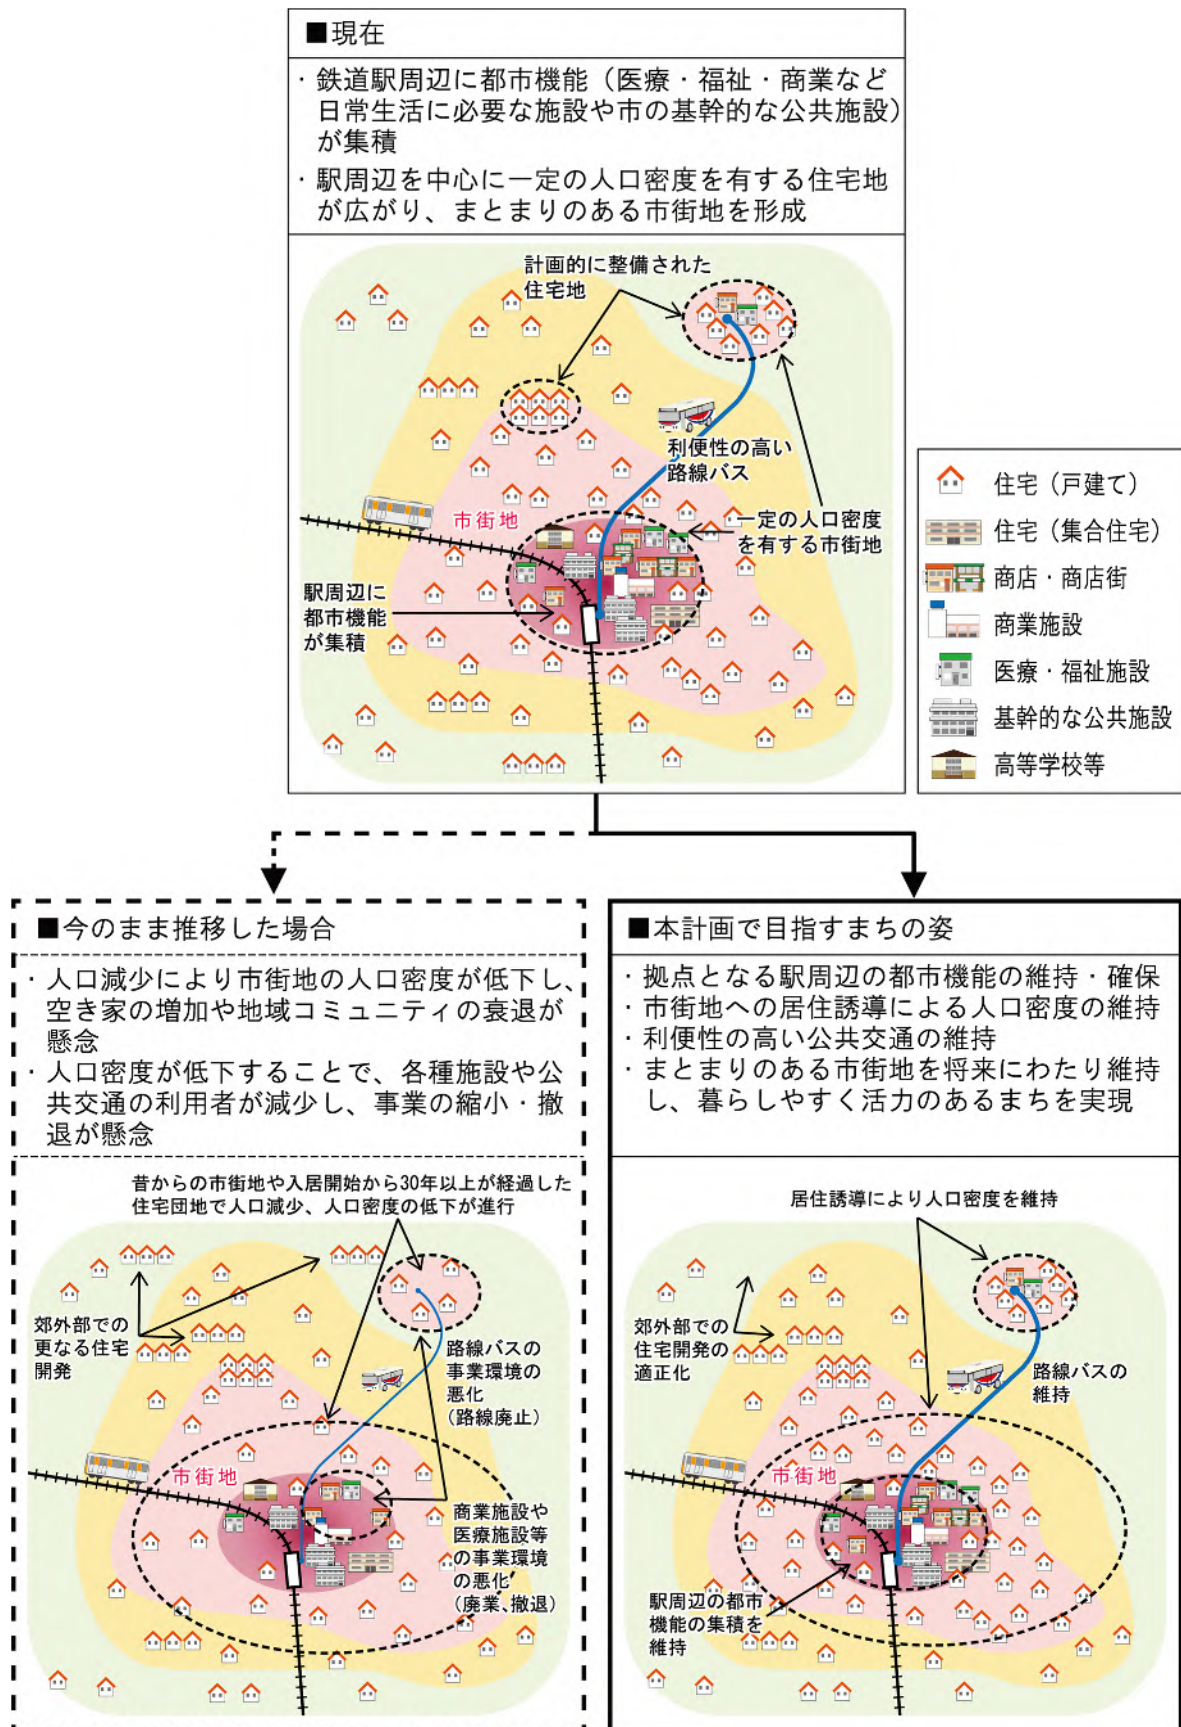 ■現在
・鉄道駅周辺に都市機能（医療・福祉・商業など
日常生活に必要な施設や市の基幹的な公共施設）
が集積
・駅周辺を中心に一定の人口密度を有する住宅地
が広がり、まとまりのある市街地を形成
計画的に整備された
住宅地
利便性の高い
路線バス
市街地
一定の人口密度
を有する市街地
駅周辺に
都市機能
が集積
住宅（戸建て）
住宅（集合住宅）
商店・商店街
商業施設
医療・福祉施設
基幹的な公共施設
高等学校等
■今のまま推移した場合
・人口減少により市街地の人口密度が低下し、
空き家の増加や地域コミュニティの衰退が
懸念
・人口密度が低下することで、各種施設や公
共交通の利用者が減少し、事業の縮小・撤
退が懸念
昔からの市街地や入居開始から30年以上が経過した
住宅団地で人口減少、人口密度の低下が進行
郊外部での
更なる住宅
開発
路線バスの
事業環境の
悪化
（路線廃止）
市街地
商業施設や
医療施設等
の事業環境
の悪化
（廃業、撤退）
■本計画で目指すまちの姿
・拠点となる駅周辺の都市機能の維持・確保
・市街地への居住誘導による人口密度の維持
・利便性の高い公共交通の維持
・まとまりのある市街地を将来にわたり維持
し、暮らしやすく活力のあるまちを実現
居住誘導により人口密度を維持
郊外部での
住宅開発の
適正化
路線バスの
維持
市街地
駅周辺の都市
機能の集積を
維持